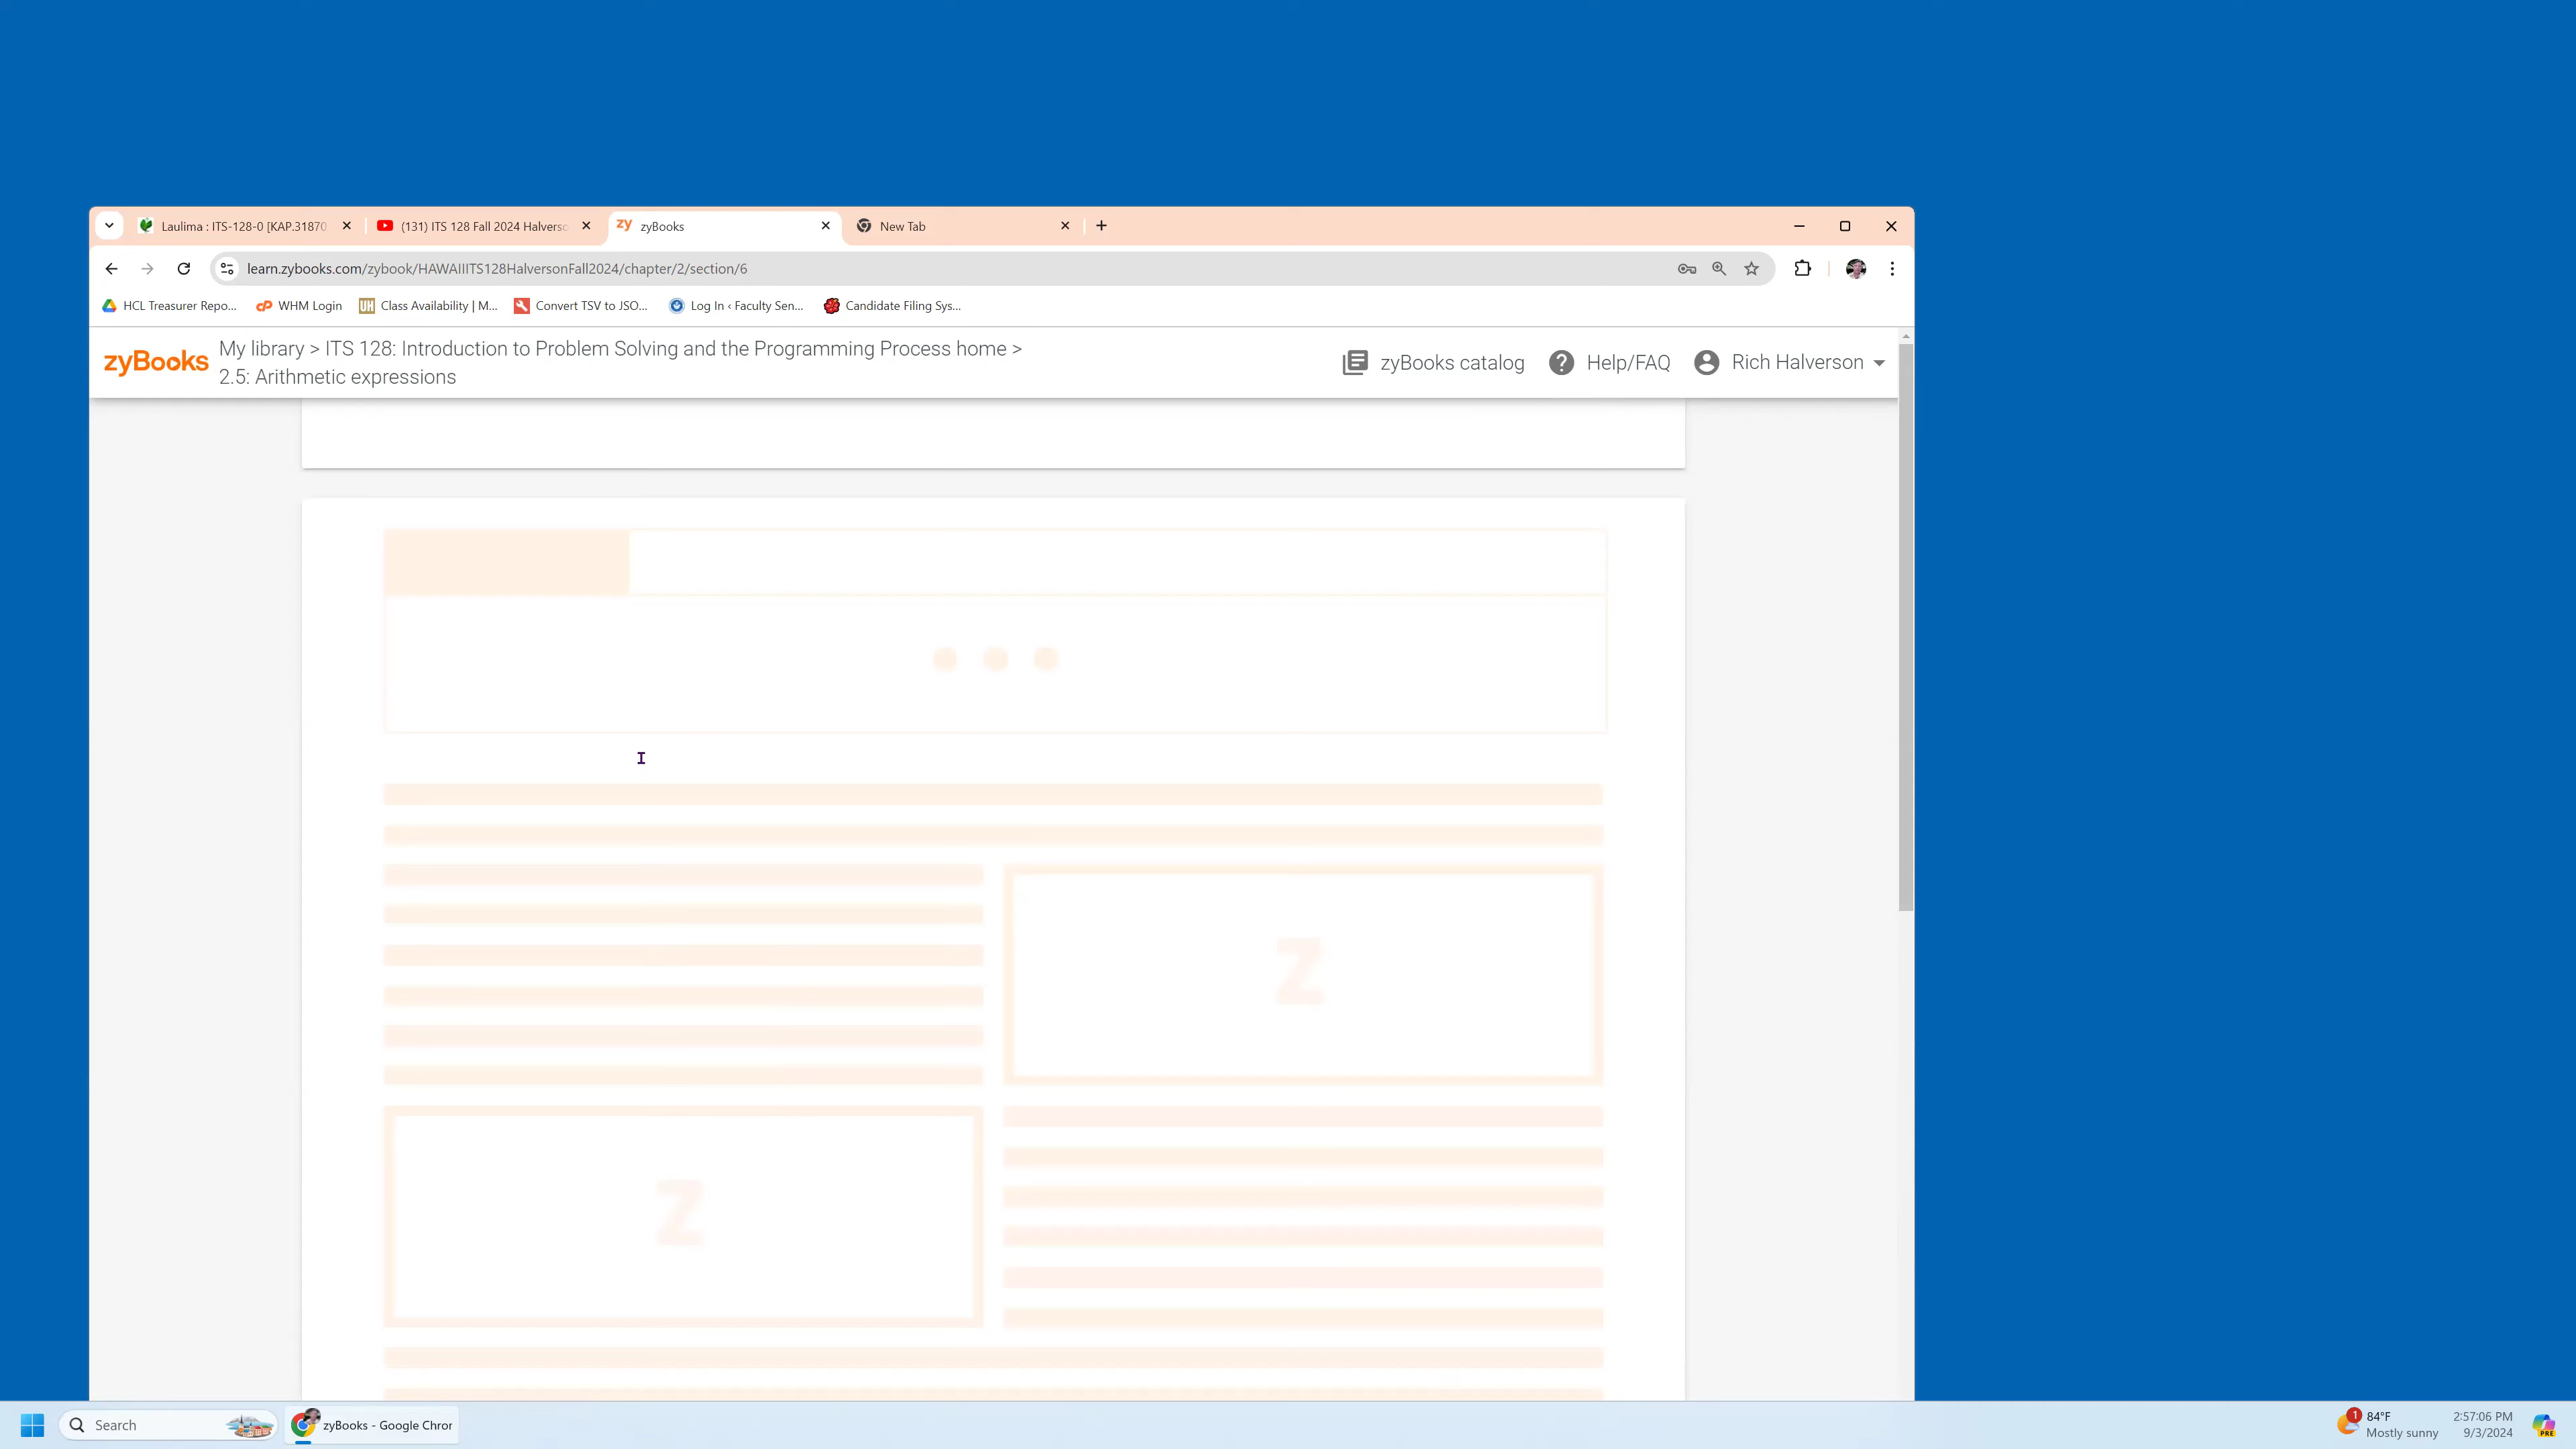 Laulima : ITS-128-0 [KAP.31870
(131) ITS 128 Fall 2024 Halverso
zy zyBooks
New Tab
learn.zybooks.com/zybook/HAWAIIITS128HalversonFall2024/chapter/2/section/6
HCL Treasurer Repo...
WHM Login
UH Class Availability | M...
Convert TSV to JSO...
Log In ‹ Faculty Sen...
Candidate Filing Sys...
zyBooks
My library > ITS 128: Introduction to Problem Solving and the Programming Process home >
2.5: Arithmetic expressions
zyBooks catalog
Help/FAQ
Rich Halverson
Z
Z
Search
zyBooks - Google Chror
1
84°F
Mostly sunny
2:57:06 PM
9/3/2024
PRE